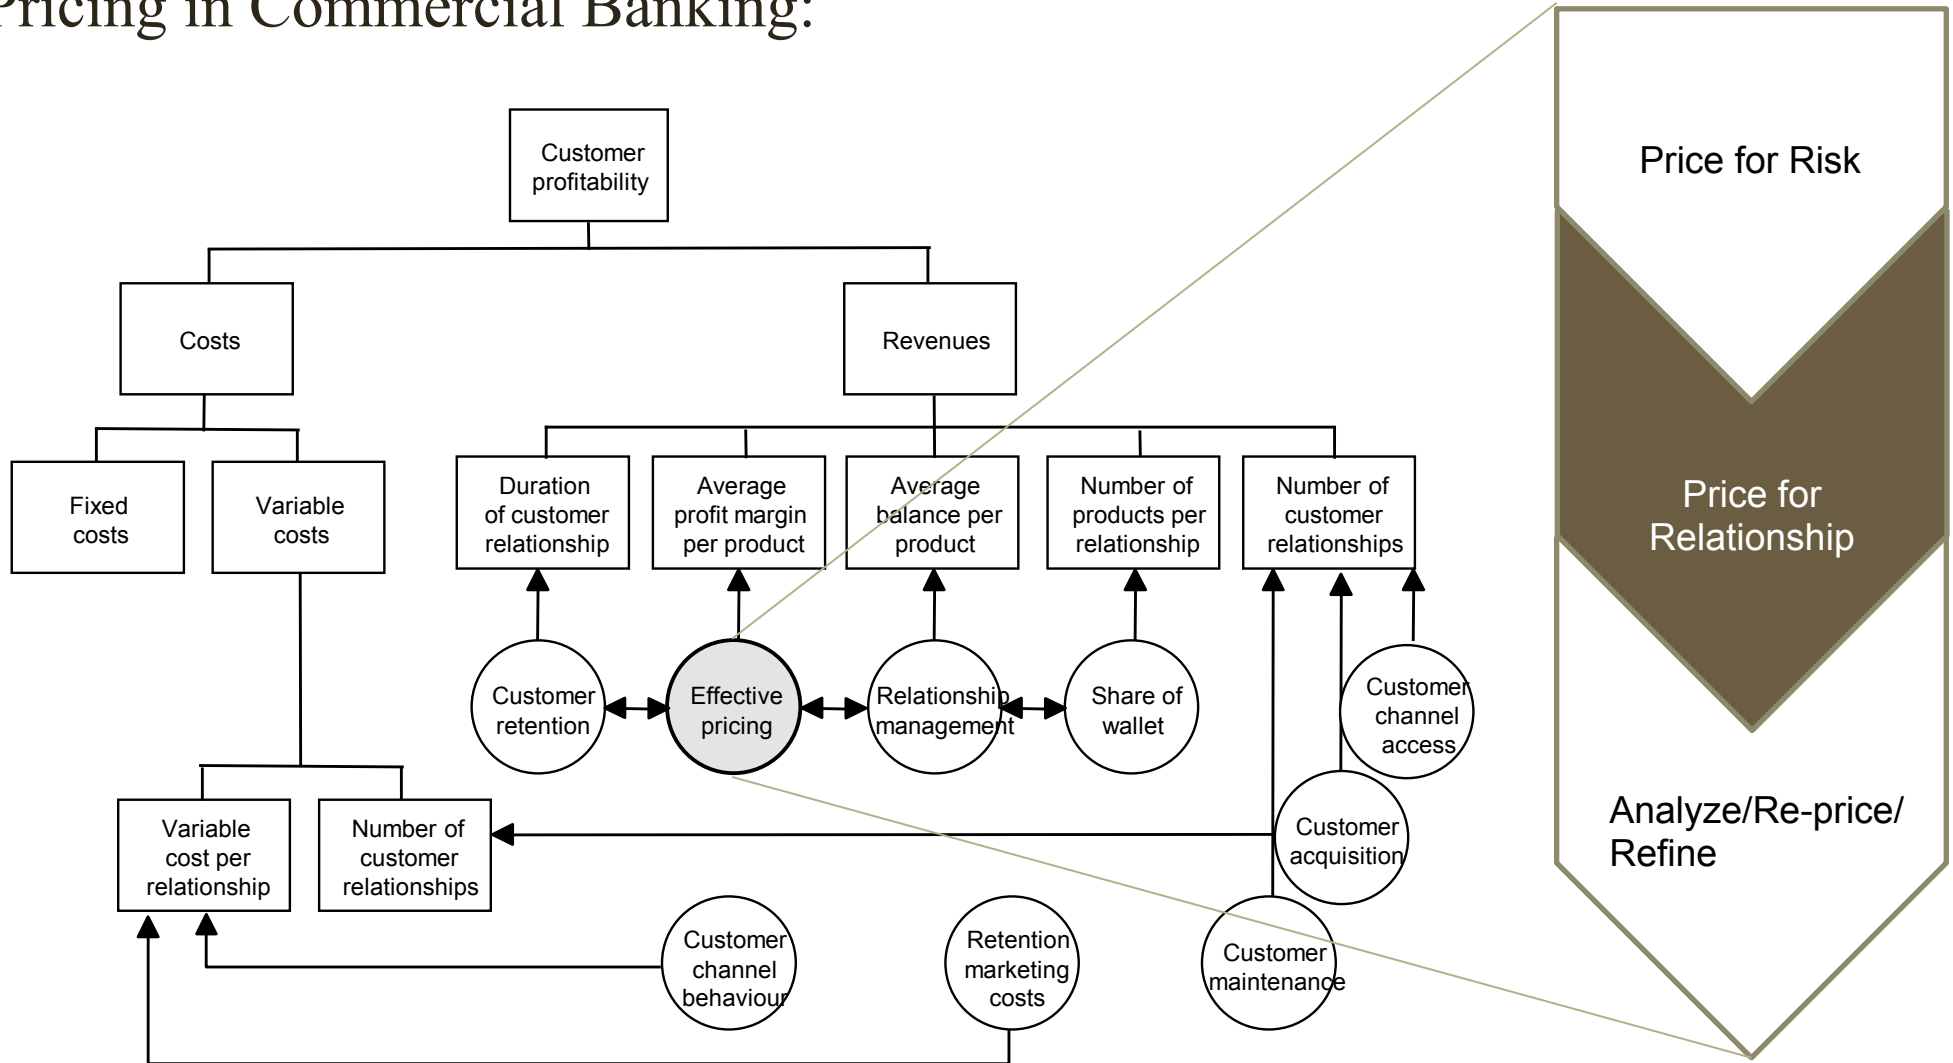 Pricing in Commercial Banking:
Customer
profitability
Costs
Revenues
Fixed
costs
Variable
costs
Duration
of customer
relationship
Average
profit margin
per product
Average
balance per
product
Number of
products per
relationship
Number of
customer
relationships
Customer
retention
Effective
pricing
Relationship
management
Share of
wallet
Customer
channel
access
Variable
cost per
relationship
Number of
customer
relationships
Customer
acquisition
Customer
channel
behaviour
Retention
marketing
costs
Customer
maintenance
Price for Risk
Price for
Relationship
Analyze/Re-price/
Refine